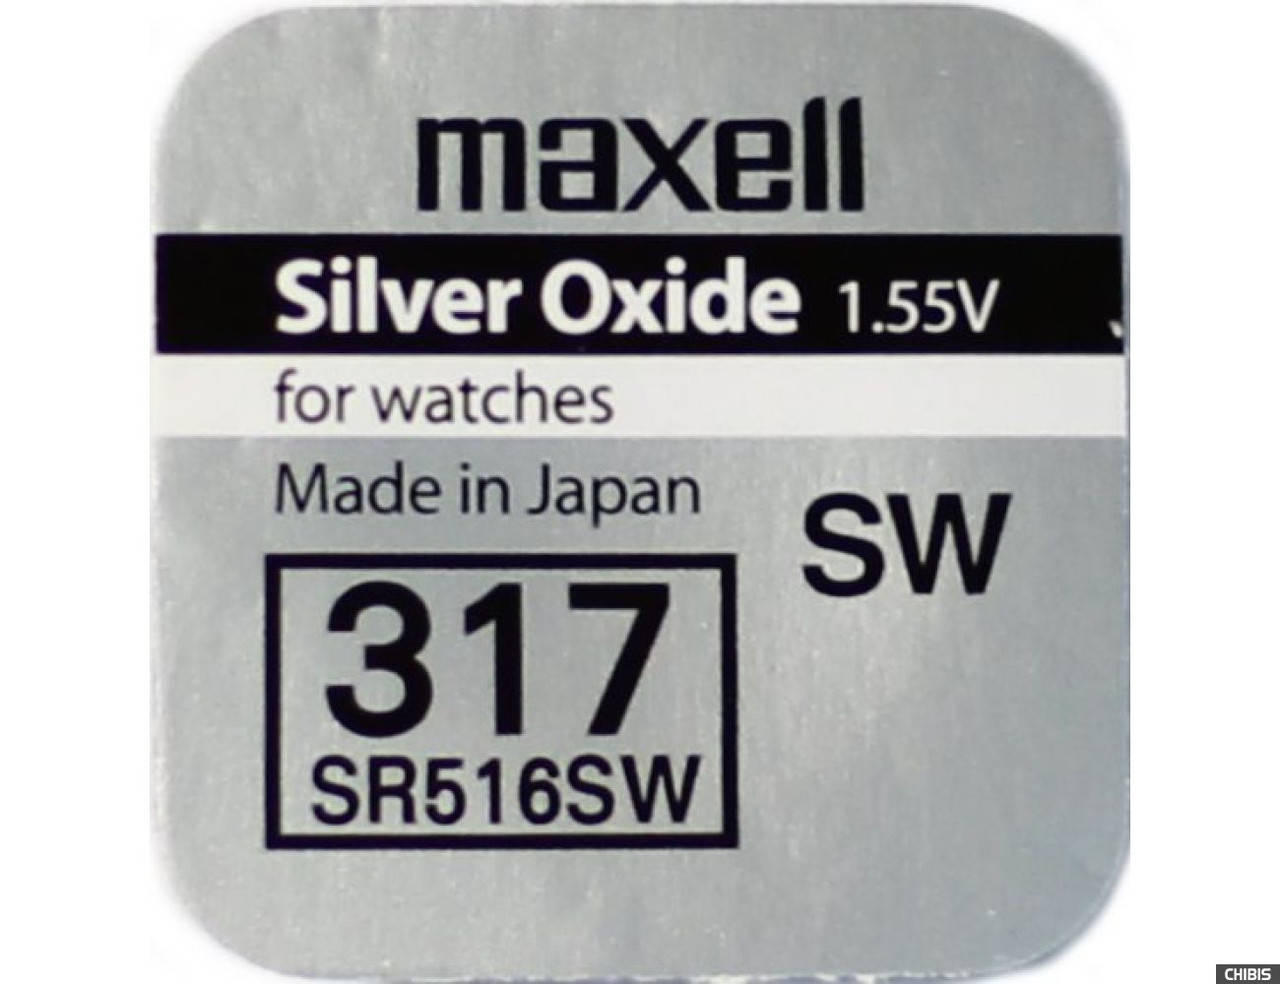 maxell
Silver Oxide 1.55V
for watches
Made in Japan
SW
317
SR516SW
CHIBIS